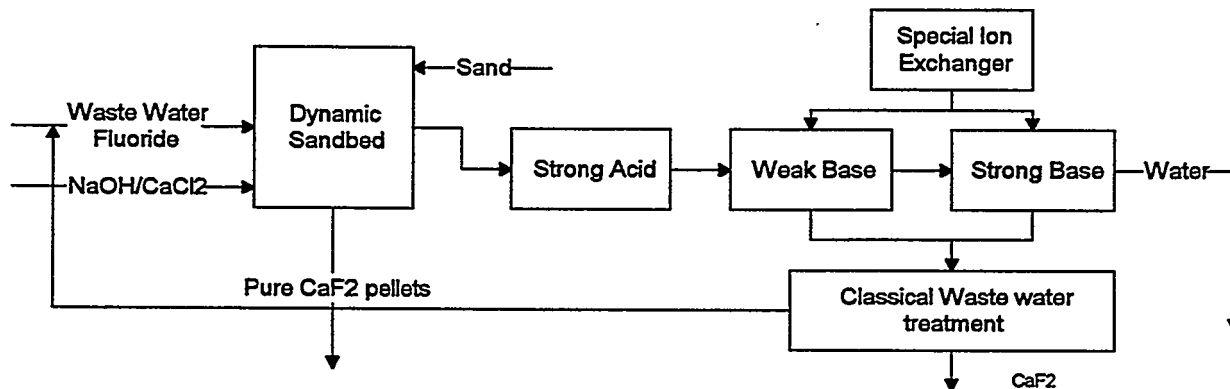 Special Ion
Exchanger
Sand
Waste Water
Fluoride
Dynamic
Sandbed
Strong Acid
Weak Base
Strong Base
Water
NaOH/CaCl2
Pure CaF2 pellets
Classical Waste water
treatment
CaF2